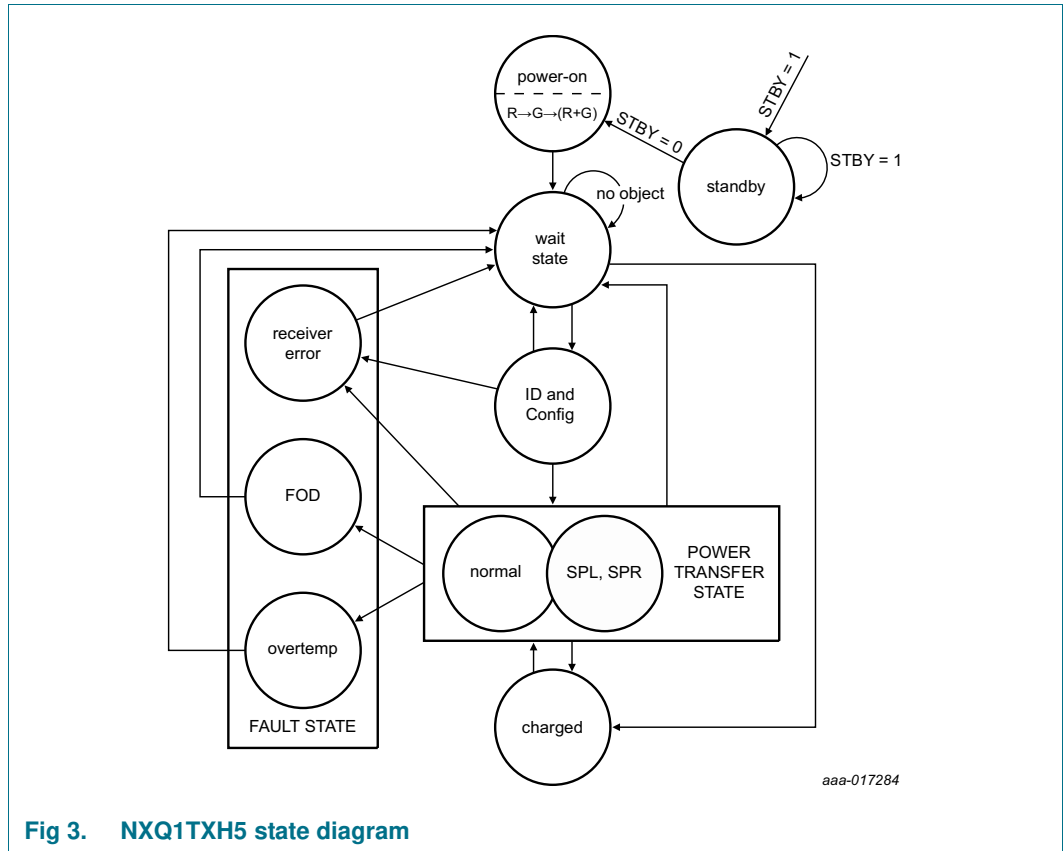 power-on
R→G→(R+G)
STBY = 0
STBY = 1
STBY = 1
standby
no object
wait
state
receiver
error
ID and
Config
FOD
normal
SPL, SPR
POWER
TRANSFER
STATE
overtemp
FAULT STATE
charged
aaa-017284
Fig 3. NXQ1TXH5 state diagram